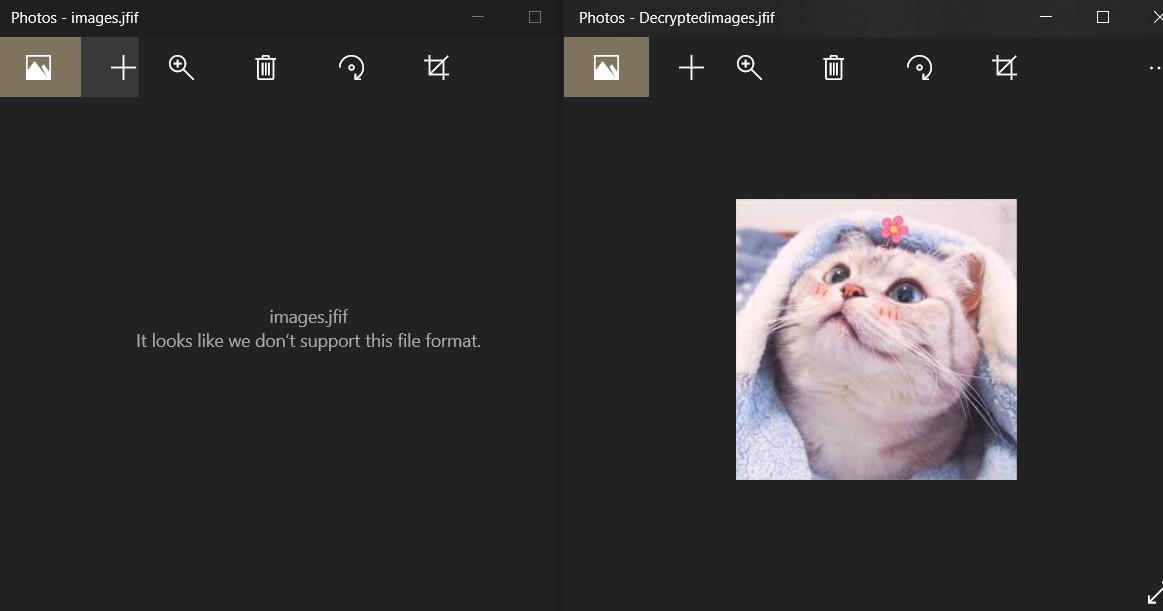 Photos - images.jfif
Photos - Decryptedimages.jfif
images.jfif
It looks like we don't support this file format.